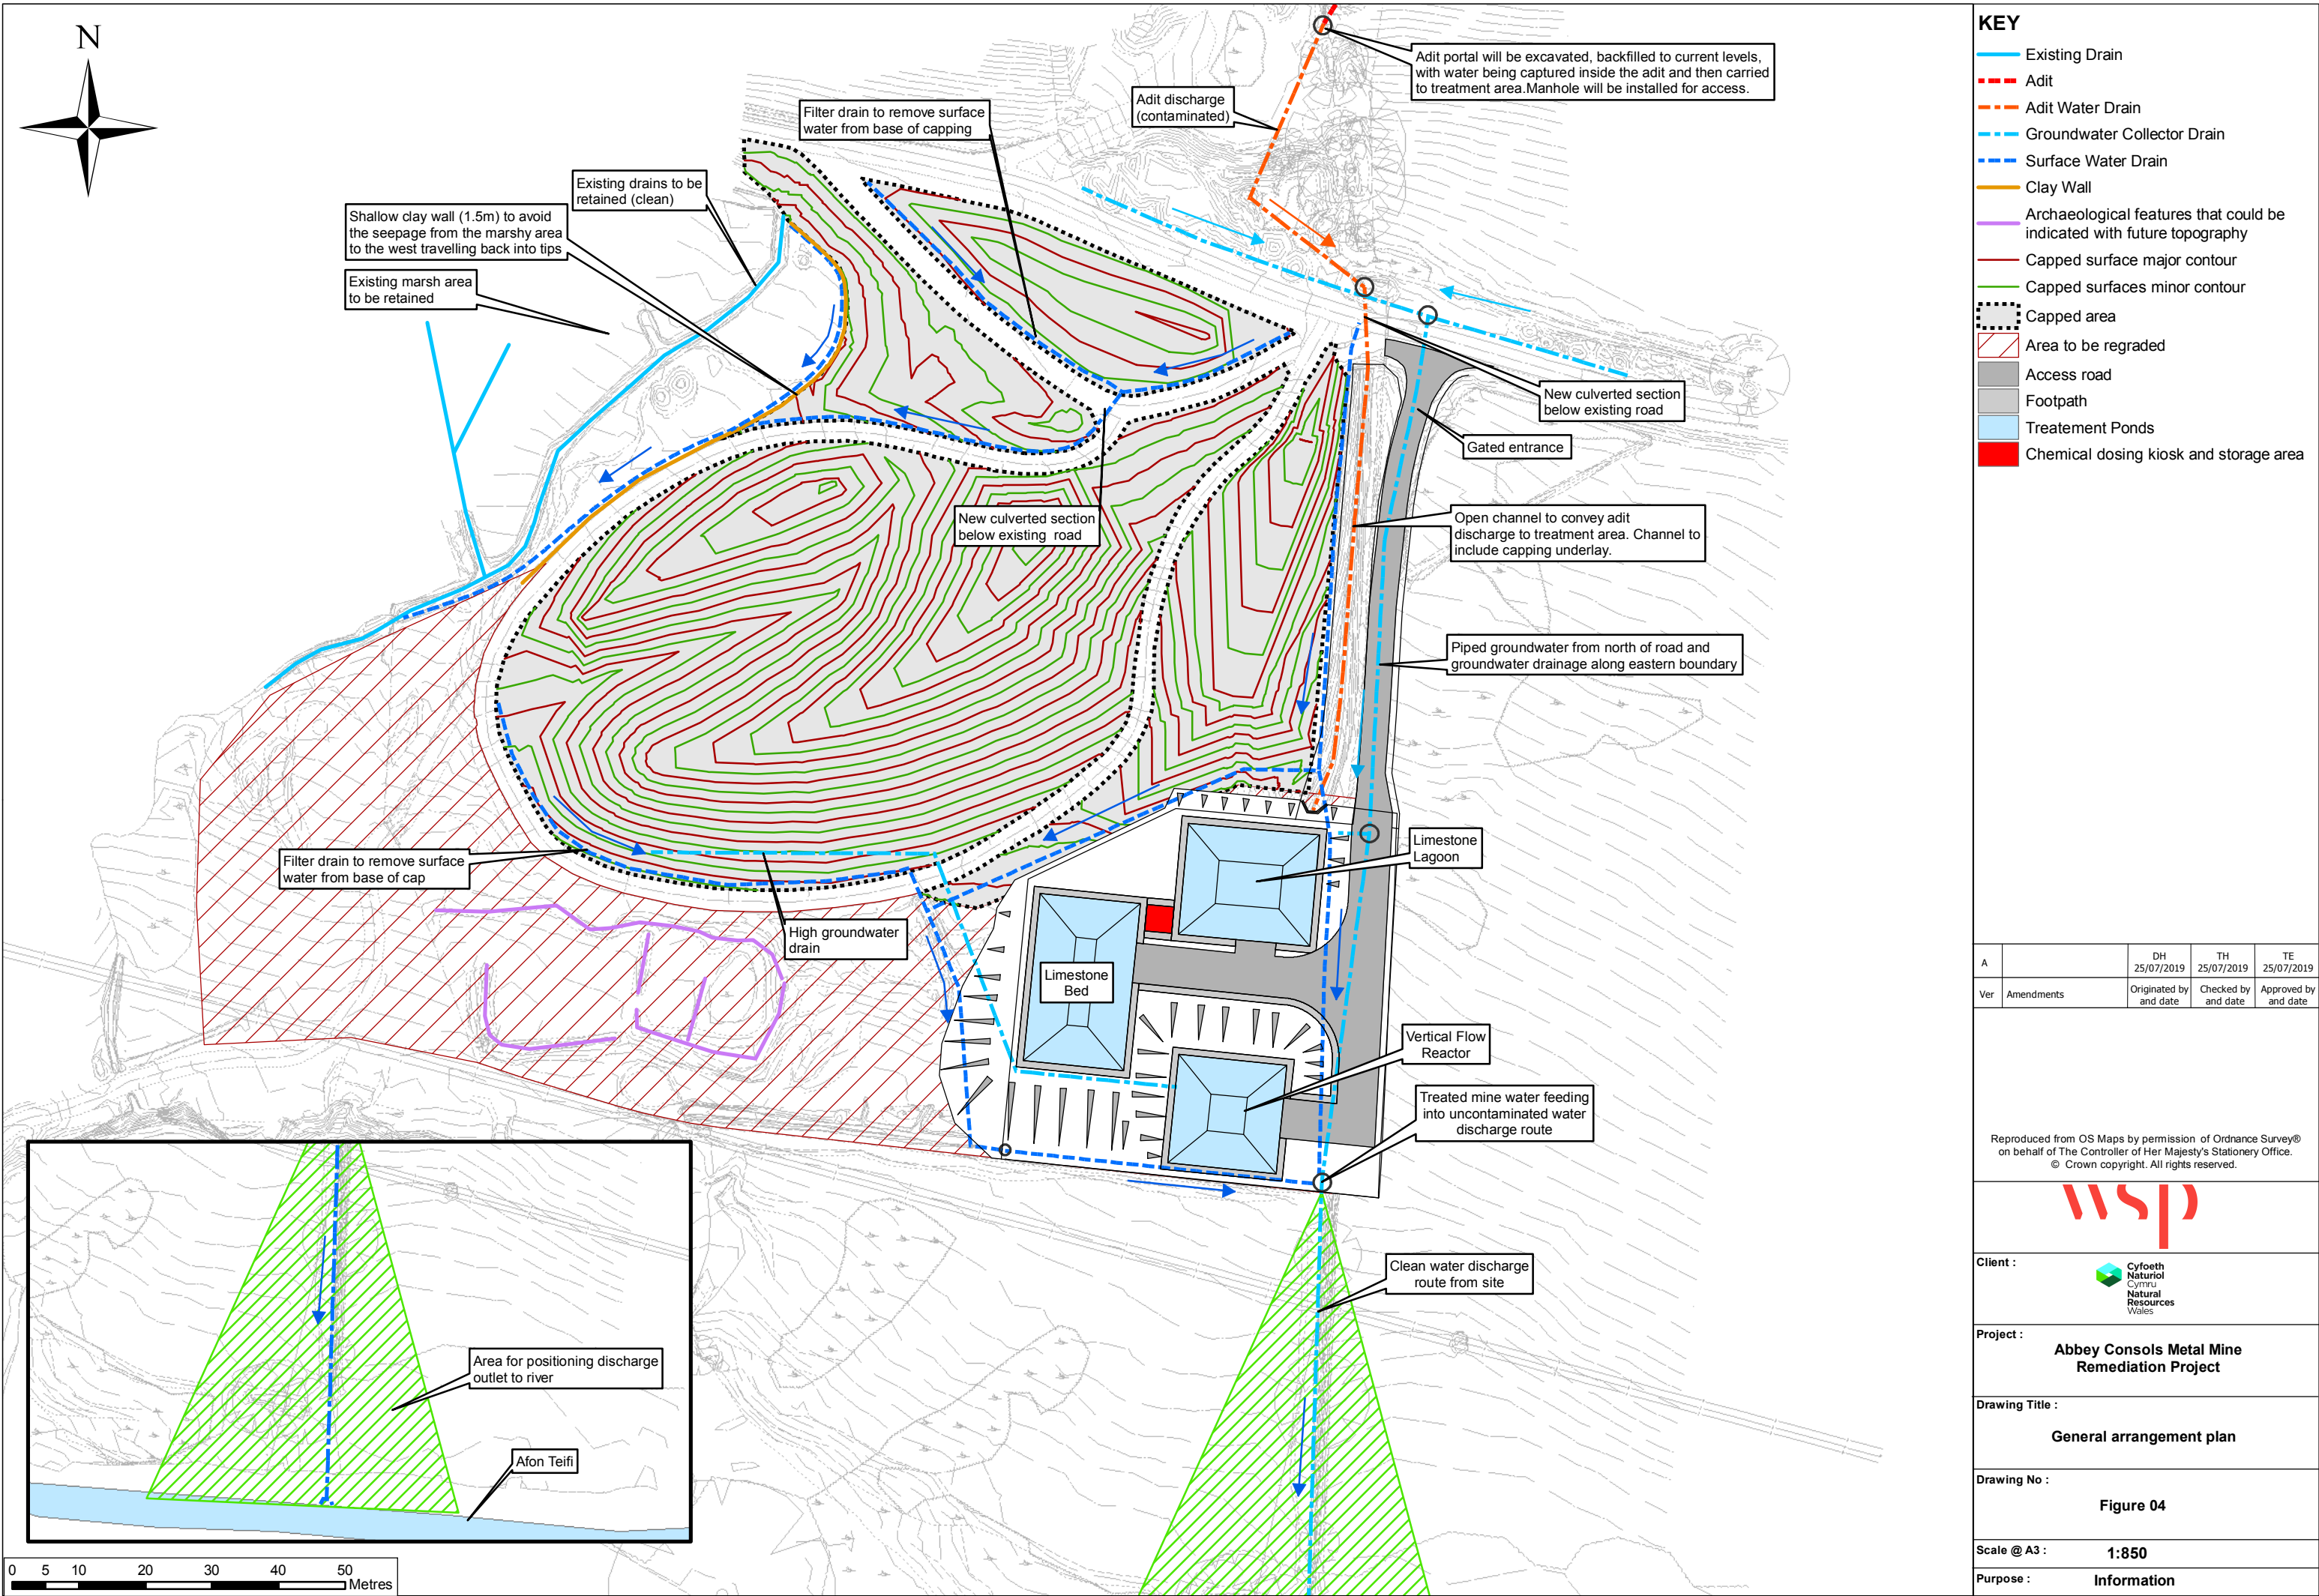 N
Adit portal will be excavated, backfilled to current levels,
with water being captured inside the adit and then carried
to treatment area.Manhole will be installed for access.
Adit discharge
(contaminated)
Filter drain to remove surface
water from base of capping
Existing drains to be
retained (clean)
Shallow clay wall (1.5m) to avoid
the seepage from the marshy area
to the west travelling back into tips
Existing marsh area
to be retained
New culverted section
below existing road
Gated entrance
New culverted section
below existing road
Open channel to convey adit
discharge to treatment area. Channel to
include capping underlay.
Piped groundwater from north of road and
groundwater drainage along eastern boundary
Limestone
Lagoon
Filter drain to remove surface
water from base of cap
High groundwater
drain
Limestone
Bed
Vertical Flow
Reactor
Treated mine water feeding
into uncontaminated water
discharge route
Clean water discharge
route from site
Area for positioning discharge
outlet to river
Afon Teifi
0 5 10 20 30 40 50
Metres
KEY
Existing Drain
Adit
Adit Water Drain
Groundwater Collector Drain
Surface Water Drain
Clay Wall
Archaeological features that could be
indicated with future topography
Capped surface major contour
Capped surfaces minor contour
Capped area
Area to be regraded
Access road
Footpath
Treatement Ponds
Chemical dosing kiosk and storage area
A DH TH TE
25/07/2019 25/07/2019 25/07/2019
Ver Amendments Originated by Checked by Approved by
and date and date and date
Reproduced from OS Maps by permission of Ordnance Survey®
on behalf of The Controller of Her Majesty's Stationery Office.
© Crown copyright. All rights reserved.
wsp
Client :
Cyfoeth
Naturiol
Cymru
Natural
Resources
Wales
Project :
Abbey Consols Metal Mine
Remediation Project
Drawing Title :
General arrangement plan
Drawing No :
Figure 04
Scale @ A3 : 1:850
Purpose : Information